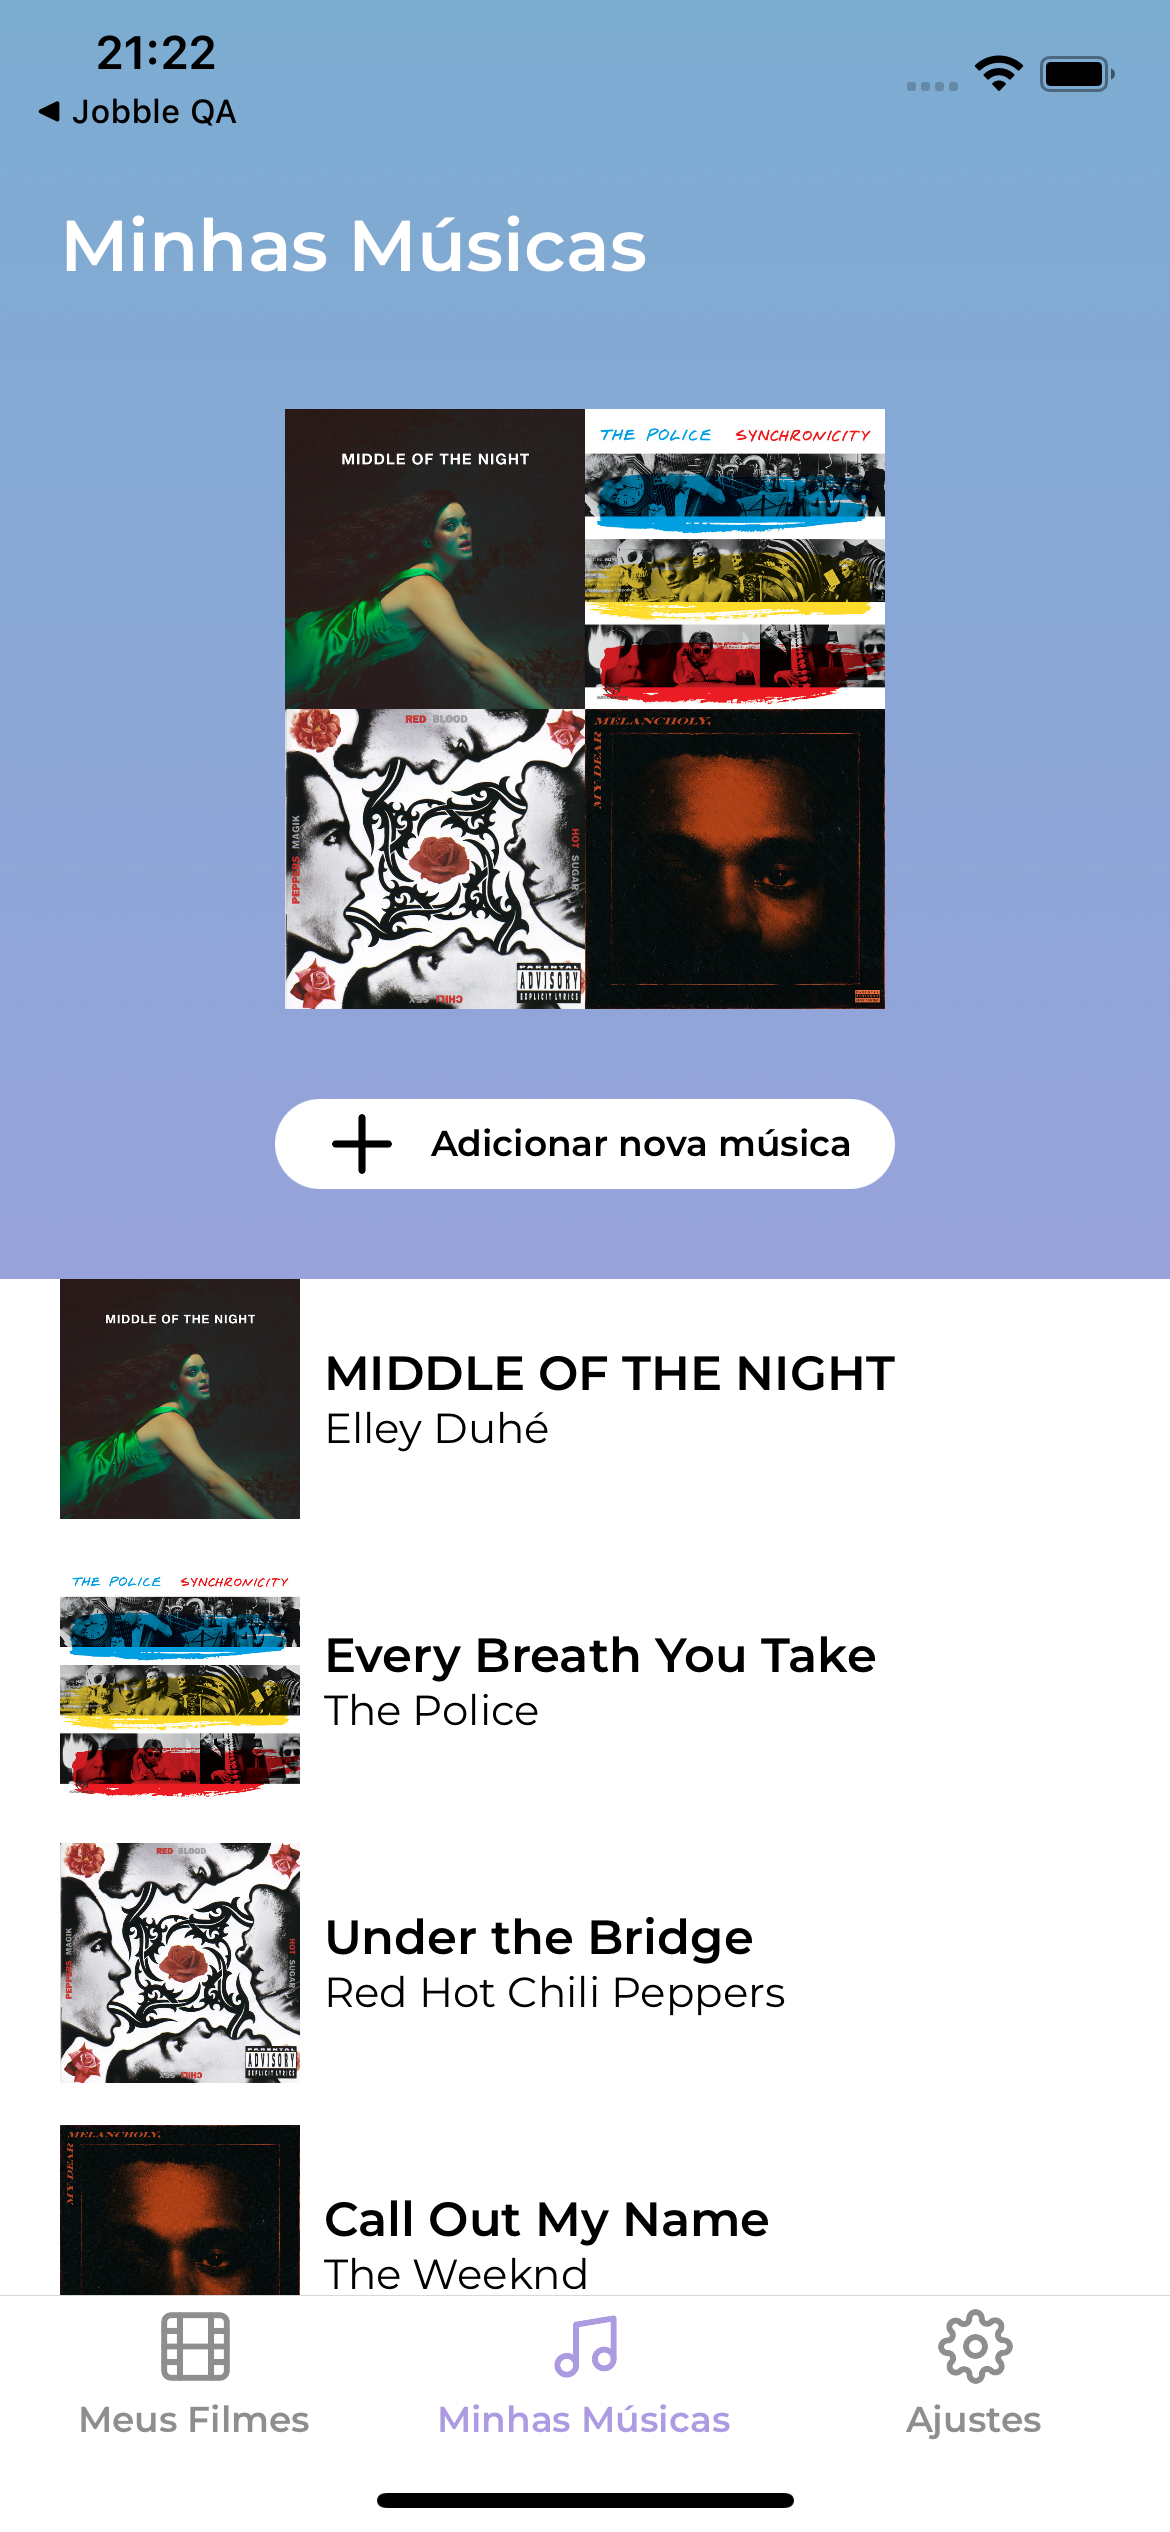 21:22
◀ Jobble QA
Minhas Músicas
MIDDLE OF THE NIGHT
THE POLICE SYNCHRONICITY
RED BLOOD
PEPPERS MAGIK
HOT SUGAR
CHILI SEX
PARENTAL
ADVISORY
EXPLICIT LYRICS
MELANCHOLY,
MY DEAR
Adicionar nova música
MIDDLE OF THE NIGHT
MIDDLE OF THE NIGHT
Elley Duhé
THE POLICE SYNCHRONICITY
Every Breath You Take
The Police
RED BLOOD
PEPPERS MAGIK
HOT SUGAR
CHILI SEX
PARENTAL
ADVISORY
EXPLICIT LYRICS
Under the Bridge
Red Hot Chili Peppers
MELANCHOLY,
MY DEAR
Call Out My Name
The Weeknd
Meus Filmes
Minhas Músicas
Ajustes